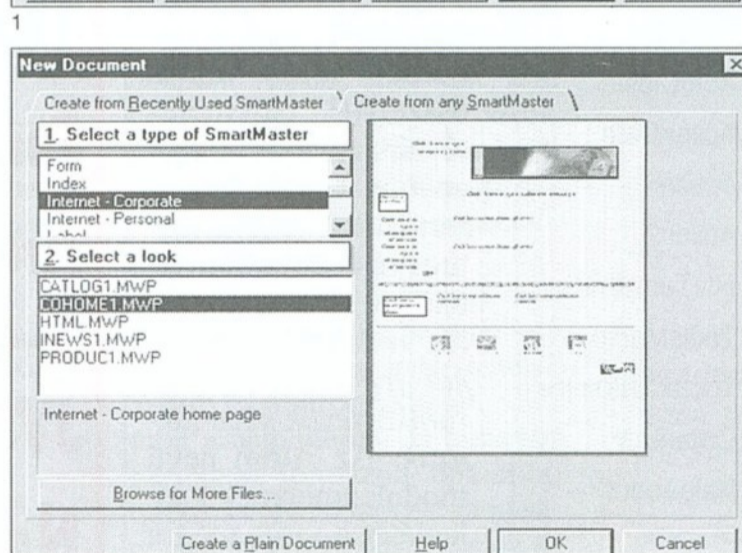 1
New Document
Create from Recently Used SmartMaster
Create from any SmartMaster
1. Select a type of SmartMaster
Form
Index
Internet - Corporate
Internet - Personal
Label
2. Select a look
CATLOG1.MWP
COHOME1.MWP
HTML.MWP
INEWS1.MWP
PRODUC1.MWP
Internet - Corporate home page
Browse for More Files...
Create a Plain Document
Help
OK
Cancel